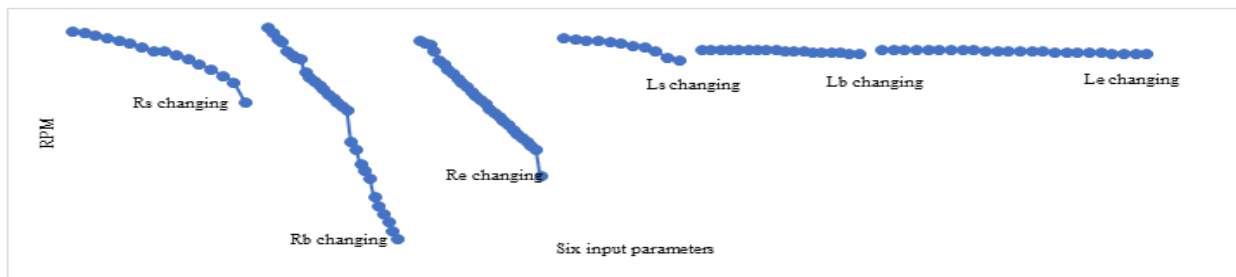 Rs changing
Rb changing
Re changing
Ls changing
Lb changing
Le changing
RPM
Six input parameters